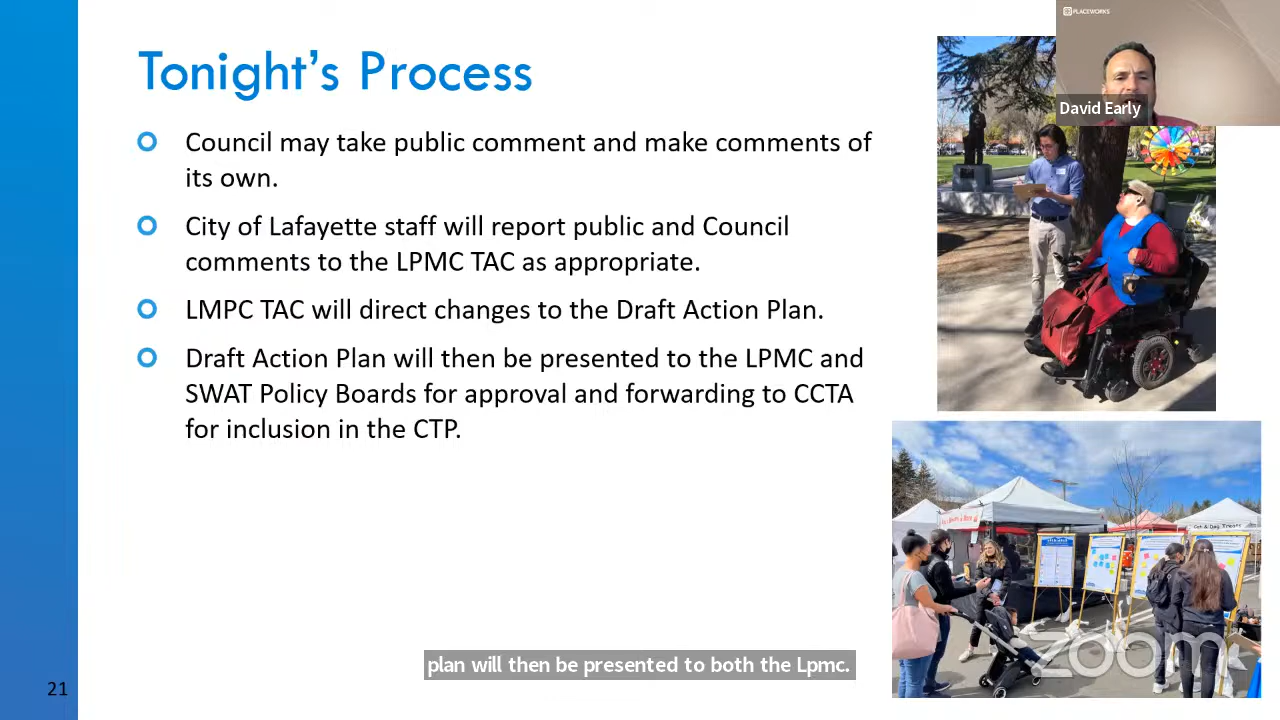 PLACEWORKS
David Early
Tonight's Process
Council may take public comment and make comments of
its own.
City of Lafayette staff will report public and Council
comments to the LPMC TAC as appropriate.
LMPC TAC will direct changes to the Draft Action Plan.
Draft Action Plan will then be presented to the LPMC and
SWAT Policy Boards for approval and forwarding to CCTA
for inclusion in the CTP.
Cat & Dog Treats
zoom
plan will then be presented to both the Lpmc.
21